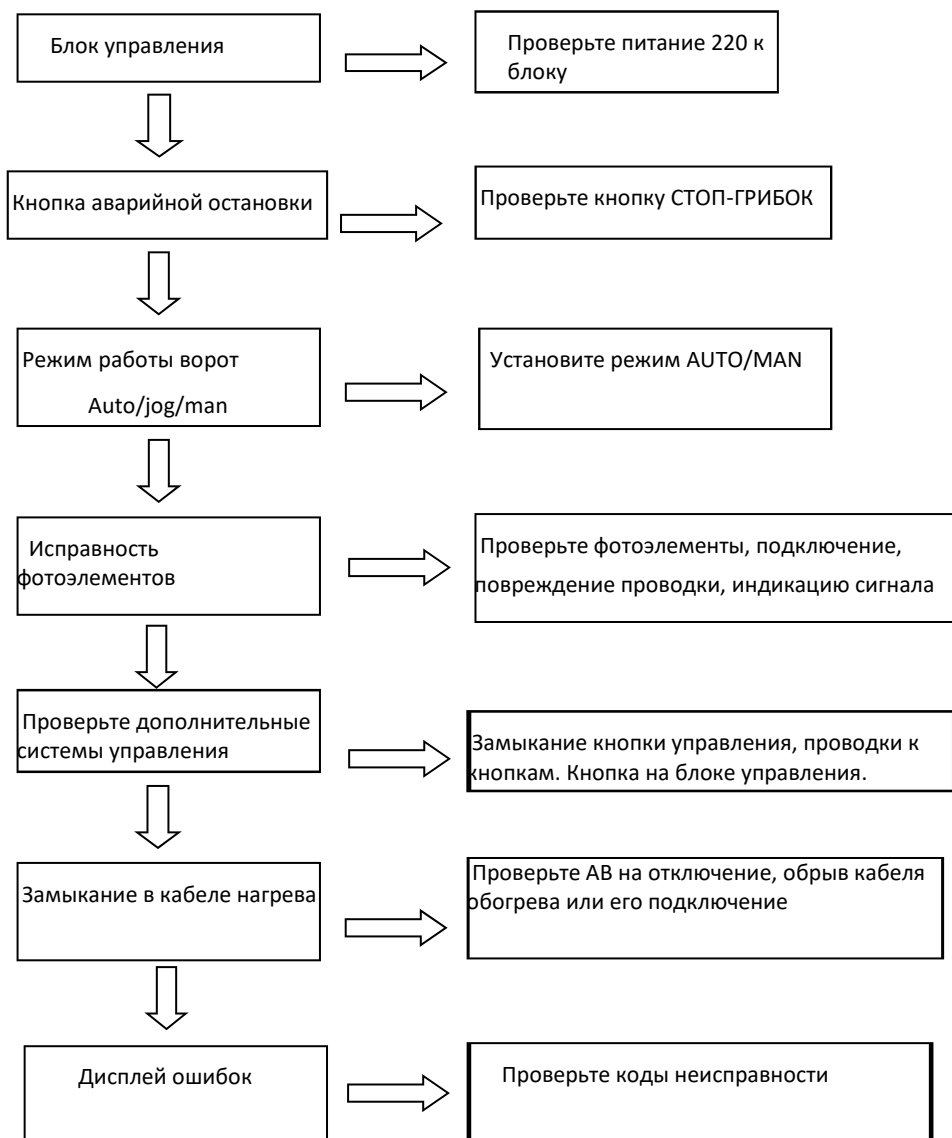 Блок управления
Проверьте питание 220 к
блоку
Кнопка аварийной остановки
Проверьте кнопку СТОП-ГРИБОК
Режим работы ворот
Auto/jog/man
Установите режим AUTO/MAN
Исправность
фотоэлементов
Проверьте фотоэлементы, подключение,
повреждение проводки, индикацию сигнала
Проверьте дополнительные
системы управления
Замыкание кнопки управления, проводки к
кнопкам. Кнопка на блоке управления.
Замыкание в кабеле нагрева
Проверьте АВ на отключение, обрыв кабеля
обогрева или его подключение
Дисплей ошибок
Проверьте коды неисправности